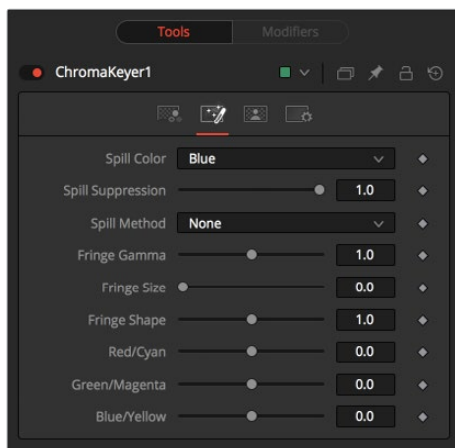 Tools Modifiers
ChromaKeyer1
Spill Color Blue
Spill Suppression 1.0
Spill Method None
Fringe Gamma 1.0
Fringe Size 0.0
Fringe Shape 1.0
Red/Cyan 0.0
Green/Magenta 0.0
Blue/Yellow 0.0